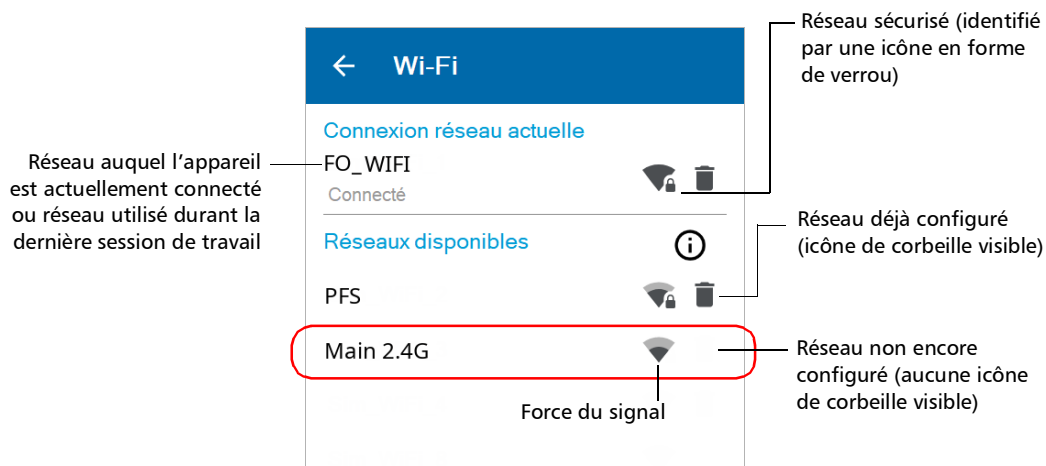 Réseau sécurisé (identifié
par une icône en forme
de verrou)
Wi-Fi
Connexion réseau actuelle
Réseau auquel l’appareil
est actuellement connecté
ou réseau utilisé durant la
dernière session de travail
FO_WIFI
Connecté
Réseaux disponibles
Réseau déjà configuré
(icône de corbeille visible)
PFS
Main 2.4G
Réseau non encore
configuré (aucune icône
de corbeille visible)
Force du signal